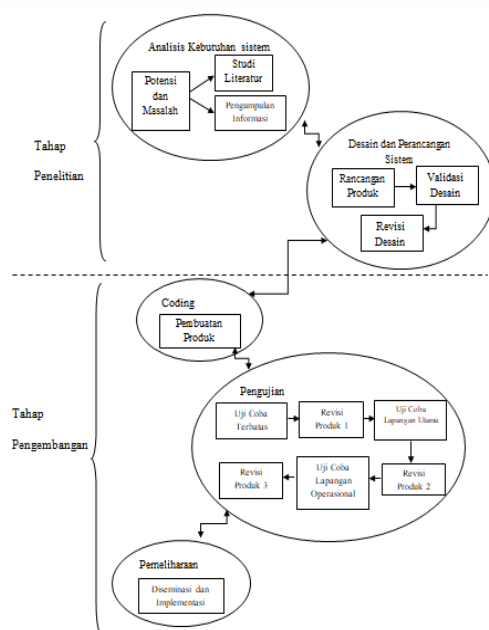 Analisis Kebutuhan sistem
Studi
Literatur
Potensi
dan
Masalah
Pengumpulan
Informasi
Tahap
Penelitian
Desain dan Perancangan
Sistem
Rancangan
Produk
Validasi
Desain
Revisi
Desain
Coding
Pembuatan
Produk
Tahap
Pengembangan
Pengujian
Uji Coba
Terbatas
Revisi
Produk 1
Uji Coba
Lapangan Utama
Revisi
Produk 3
Uji Coba
Lapangan
Operasional
Revisi
Produk 2
Pemeliharaan
Diseminasi dan
Implementasi